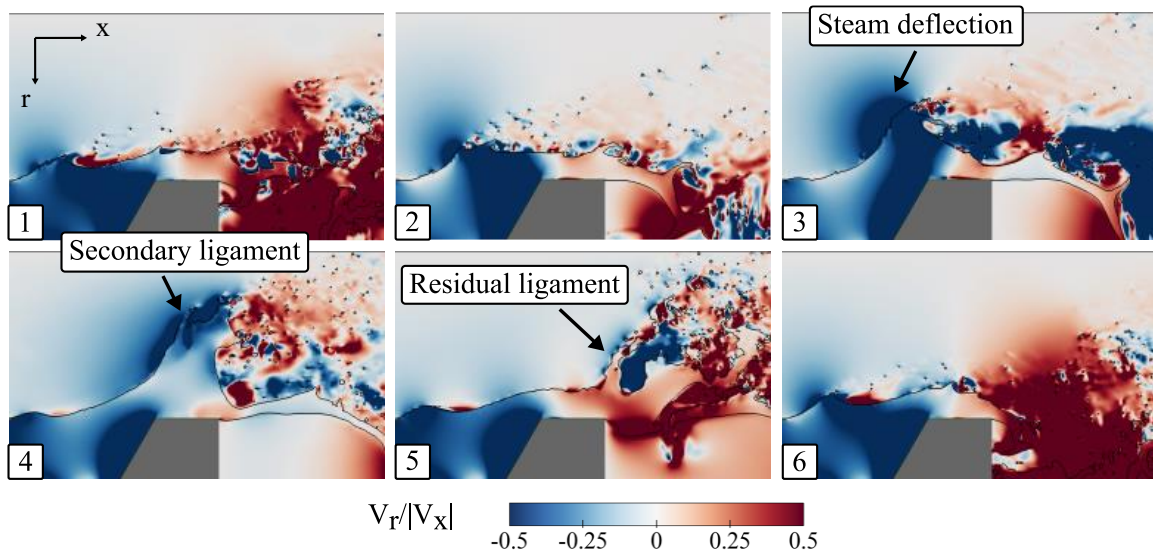 x
r
1
2
Steam deflection
3
Secondary ligament
4
Residual ligament
5
6
Vr/|Vx|
-0.5 -0.25 0 0.25 0.5